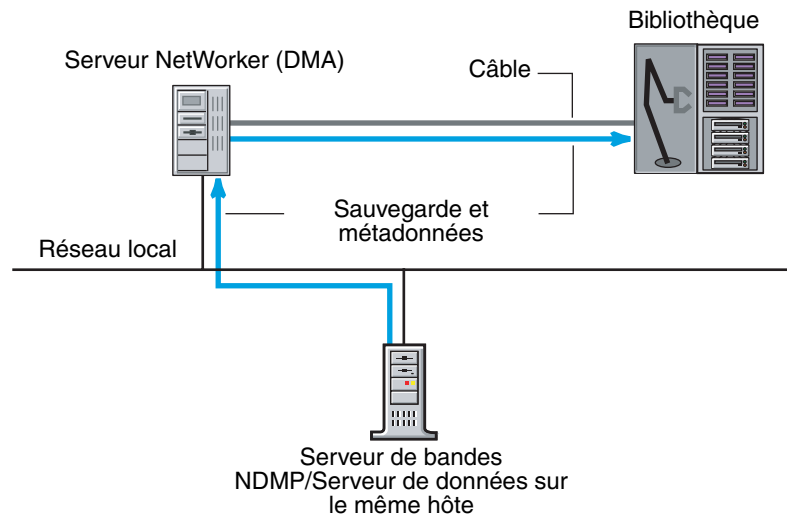 Bibliothèque
Serveur NetWorker (DMA)
Câble
Sauvegarde et
métadonnées
Réseau local
Serveur de bandes
NDMP/Serveur de données sur
le même hôte